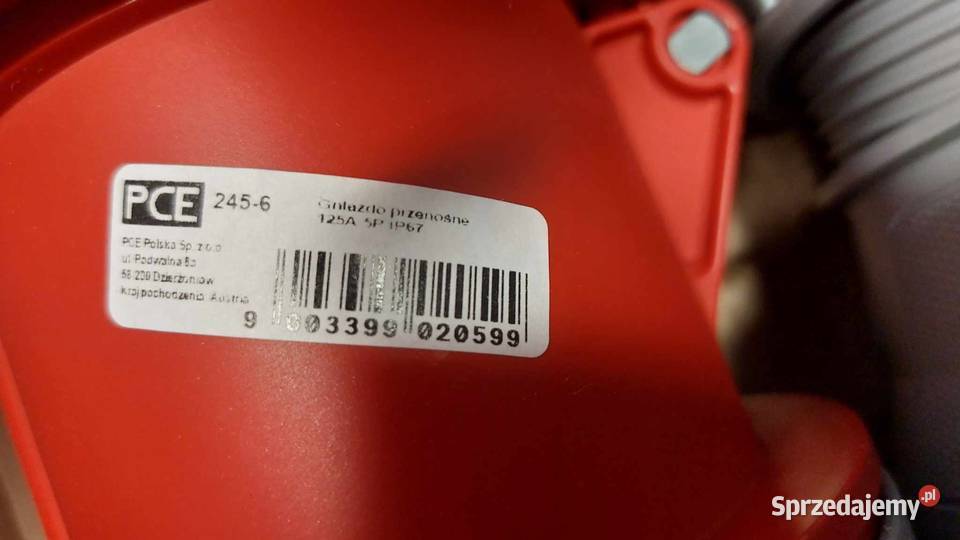 PCE 245-6
Gniazdo przenośne
125A 5P IP67
PCE Polska Sp. z o.o
ul. Podwalna 8a
58-200 Dzierżoniów
kraj pochodzenia: Austria
9 003399 020599
Sprzedajemy.pl